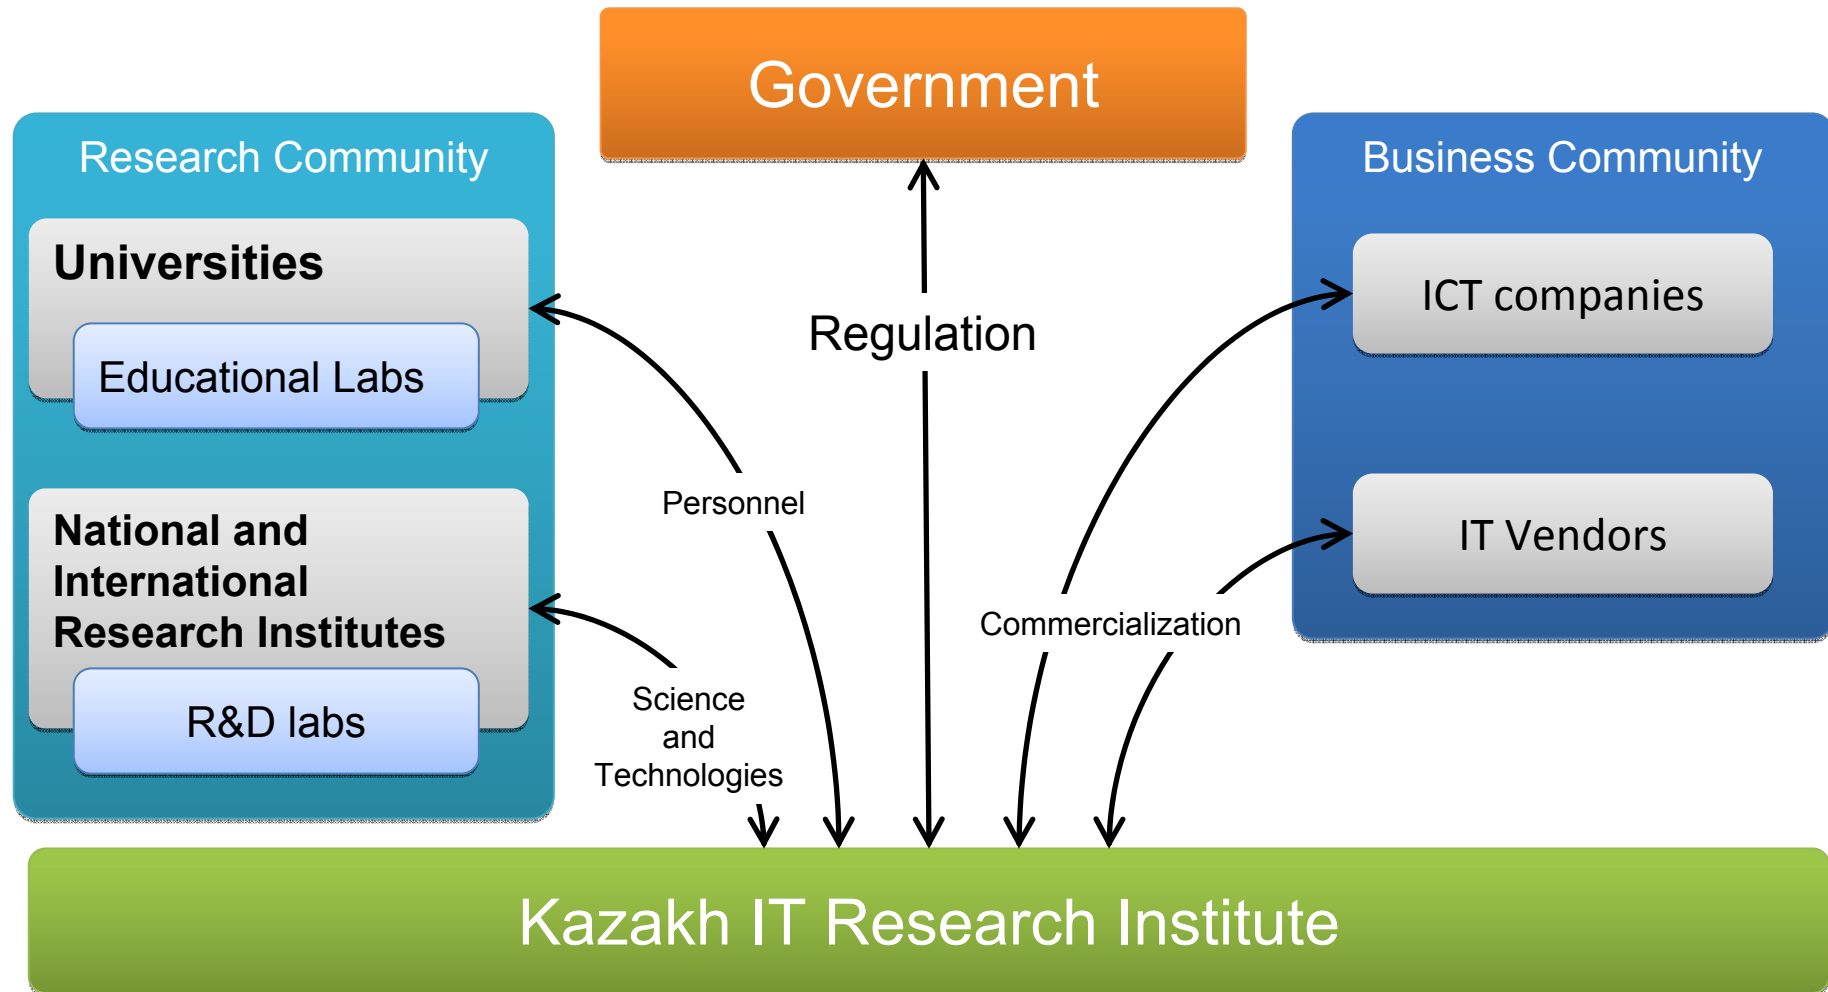 Government
Research Community
Universities
Educational Labs
National and
International
Research Institutes
R&D labs
Personnel
Science
and
Technologies
Regulation
Commercialization
Business Community
ICT companies
IT Vendors
Kazakh IT Research Institute